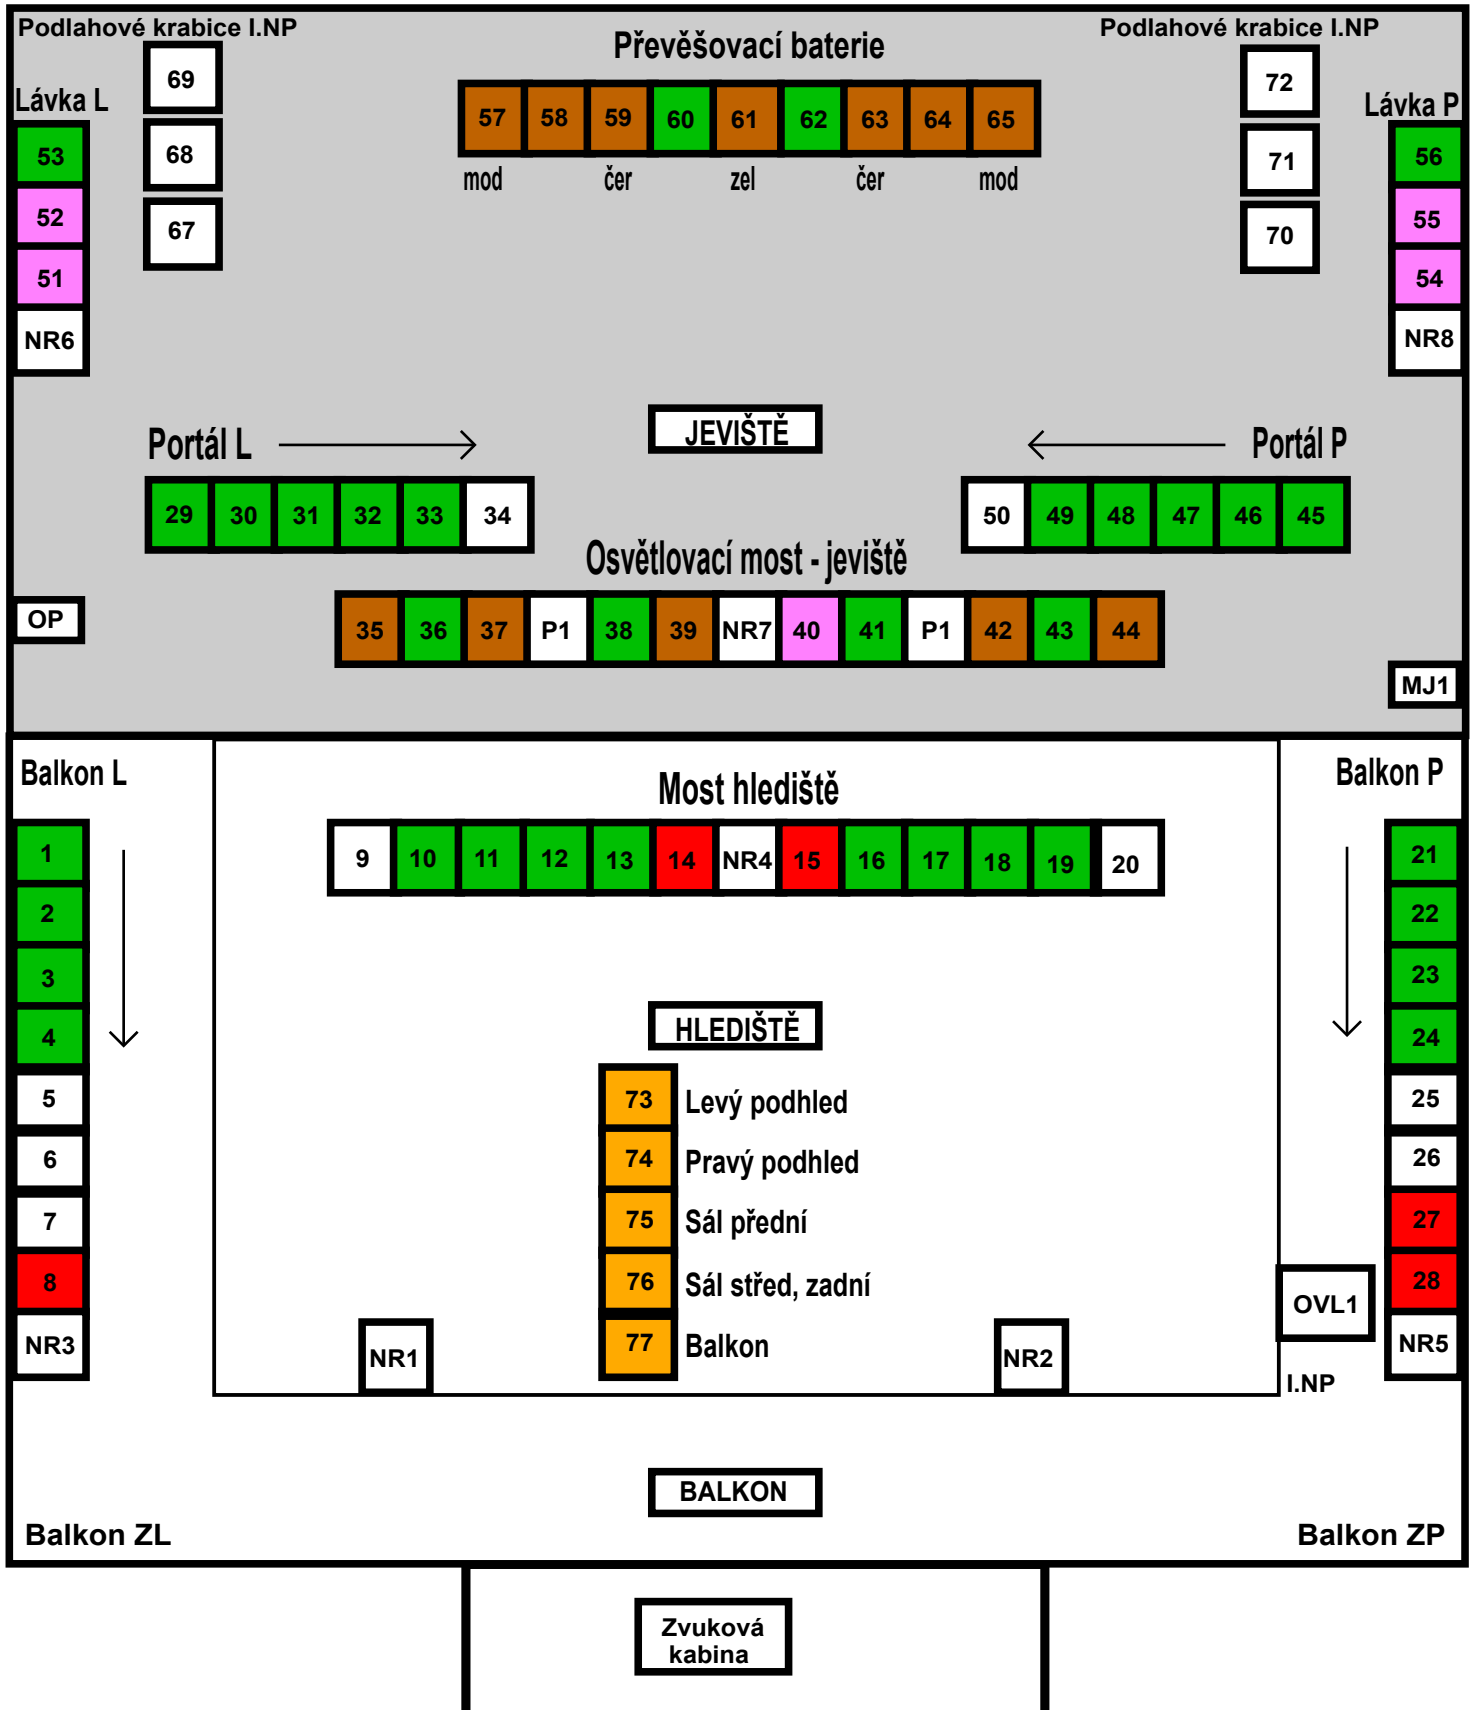 Podlahové krabice I.NP
Podlahové krabice I.NP
Převěšovací baterie
69
72
Lávka L
Lávka P
57 58 59 60 61 62 63 64 65
mod čer zel čer mod
53
68
71
56
52
55
67
70
51
54
NR6
NR8
JEVIŠTĚ
Portál L
Portál P
29 30 31 32 33 34
50 49 48 47 46 45
Osvětlovací most - jeviště
OP
35 36 37 P1 38 39 NR7 40 41 P1 42 43 44
MJ1
Balkon L
Most hlediště
Balkon P
1
9 10 11 12 13 14 NR4 15 16 17 18 19 20
21
2
22
3
23
4
HLEDIŠTĚ
24
5
73 Levý podhled
25
6
74 Pravý podhled
26
7
75 Sál přední
27
8
76 Sál střed, zadní
28
OVL1
NR3
NR1
77 Balkon
NR2
NR5
I.NP
BALKON
Balkon ZL
Balkon ZP
Zvuková
kabina